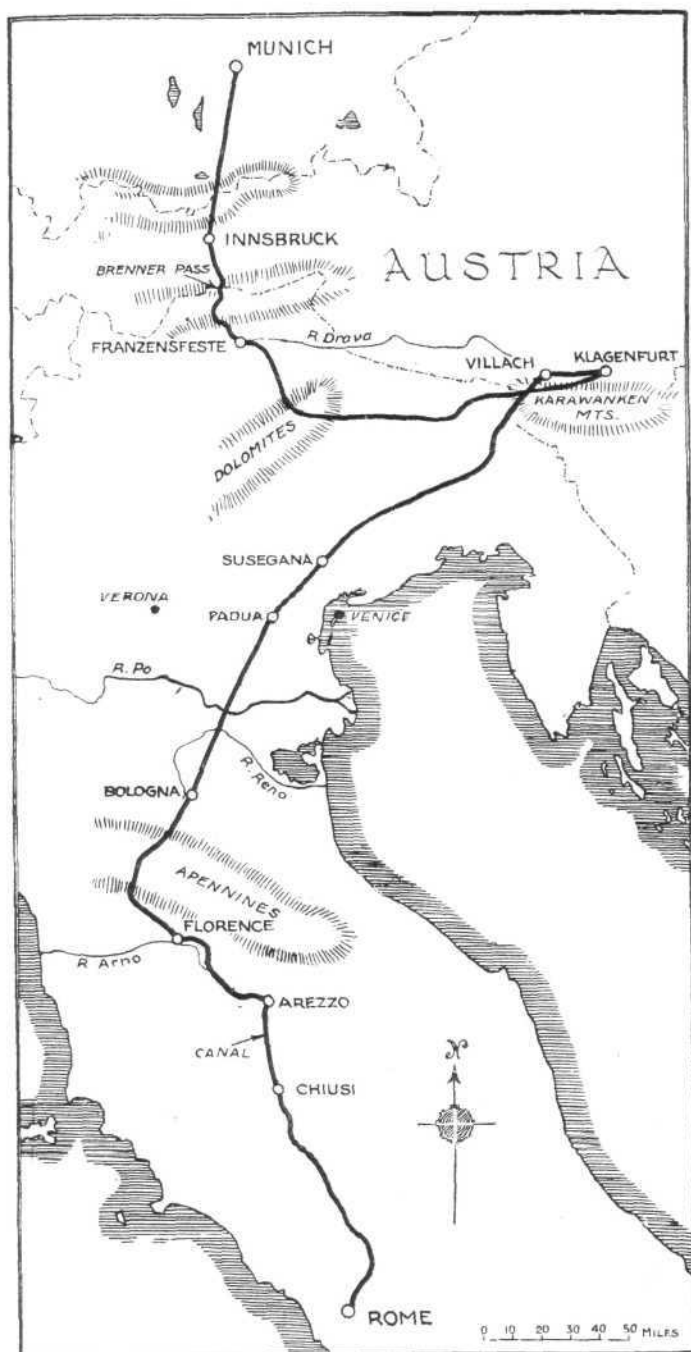 MUNICH
INNSBRUCK
BRENNER PASS
AUSTRIA
R. Drava
FRANZENSFESTE
VILLACH
KLAGENFURT
KARAWANKEN
MTS.
DOLOMITES
SUSEGANA
VERONA
PADUA
VENICE
R. Po
R. Reno
BOLOGNA
APENNINES
FLORENCE
R. Arno
AREZZO
CANAL
N
CHIUSI
ROME
0 10 20 30 40 50 MILES